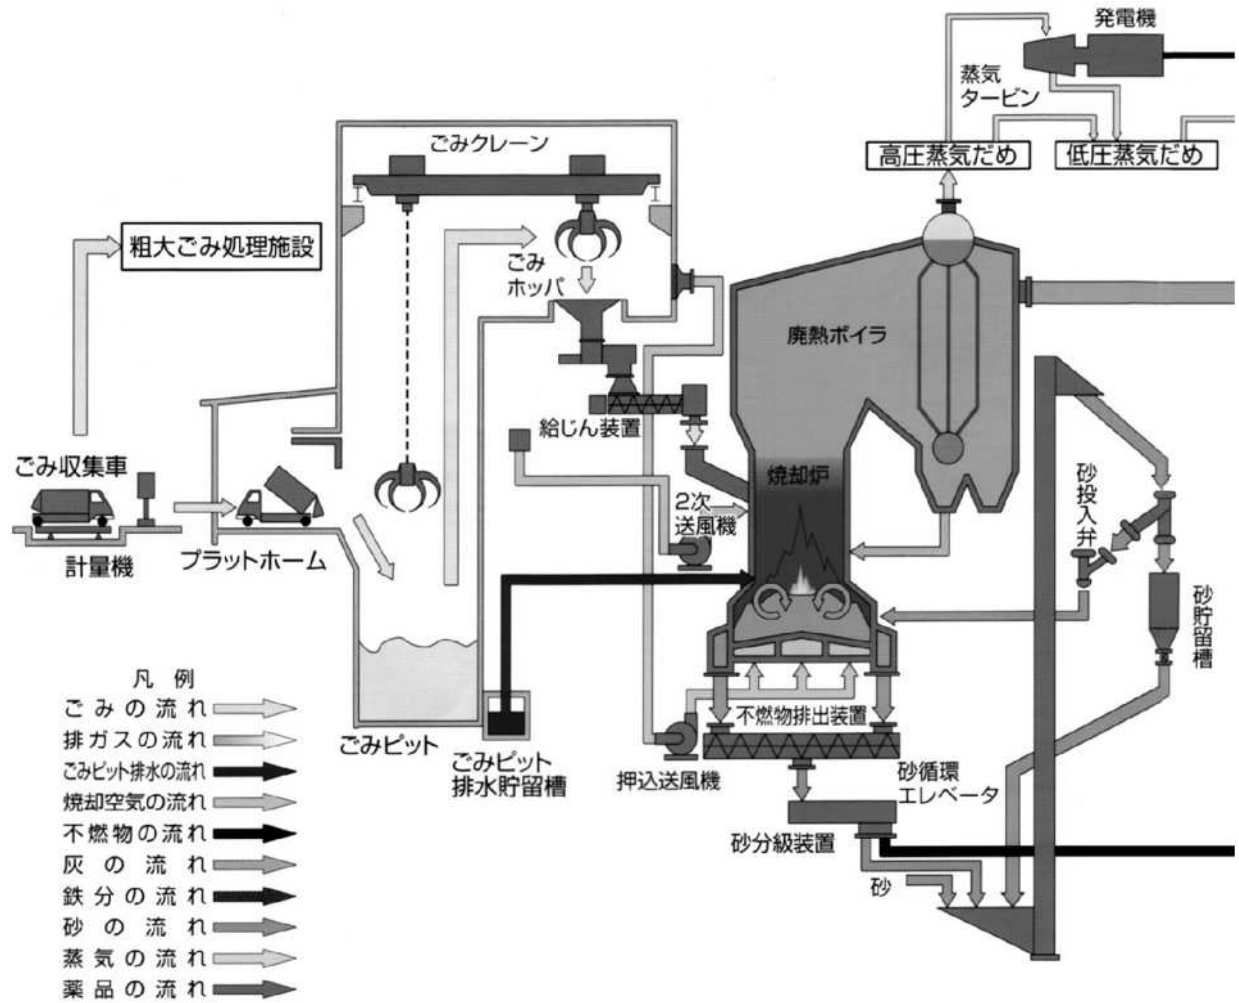 発電機
蒸気
タービン
高圧蒸気だめ
低圧蒸気だめ
ごみクレーン
粗大ごみ処理施設
ごみ
ホッパ
廃熱ボイラ
給じん装置
ごみ収集車
焼却炉
2次
送風機
砂投入弁
計量機
プラットホーム
砂貯留槽
凡例
ごみの流れ
排ガスの流れ
ごみピット排水の流れ
焼却空気の流れ
不燃物の流れ
灰の流れ
鉄分の流れ
砂の流れ
蒸気の流れ
薬品の流れ
ごみピット
ごみピット
排水貯留槽
不燃物排出装置
押込送風機
砂循環
エレベータ
砂分級装置
砂